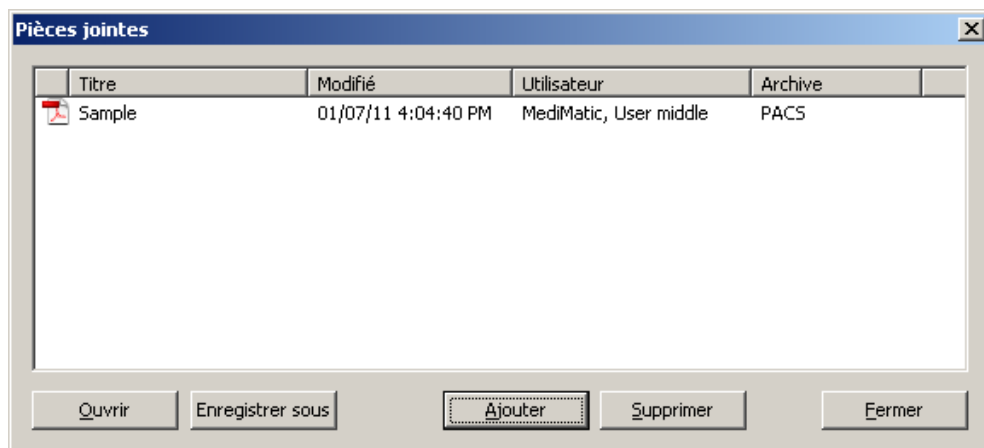 Pièces jointes
Titre Modifié Utilisateur Archive
Sample 01/07/11 4:04:40 PM MediMatic, User middle PACS
Ouvrir Enregistrer sous Ajouter Supprimer Fermer